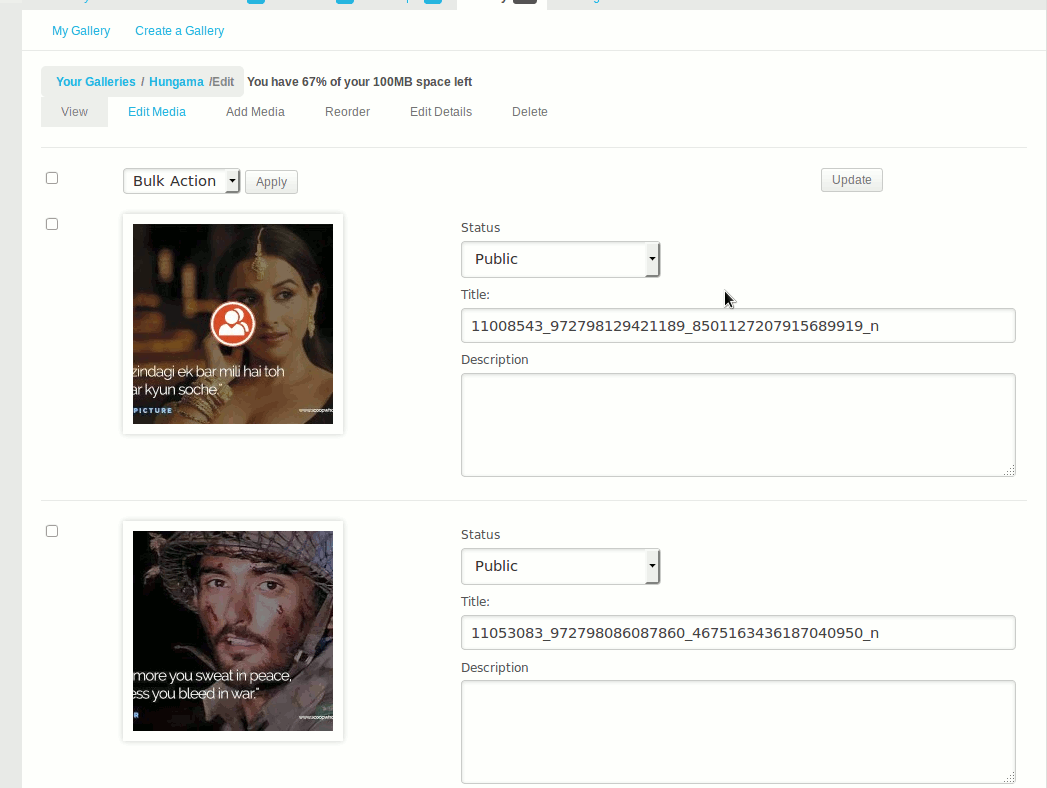 My Gallery Create a Gallery
Your Galleries / Hungama /Edit You have 67% of your 100MB space left
View Edit Media Add Media Reorder Edit Details Delete
Bulk Action Apply Update
Status
Public
Title:
11008543_972798129421189_8501127207915689919_n
Description
zindagi ek bar mili hai toh
ar kyun soche."
PICTURE
Status
Public
Title:
11053083_972798086087860_4675163436187040950_n
Description
more you sweat in peace,
ess you bleed in war."
R